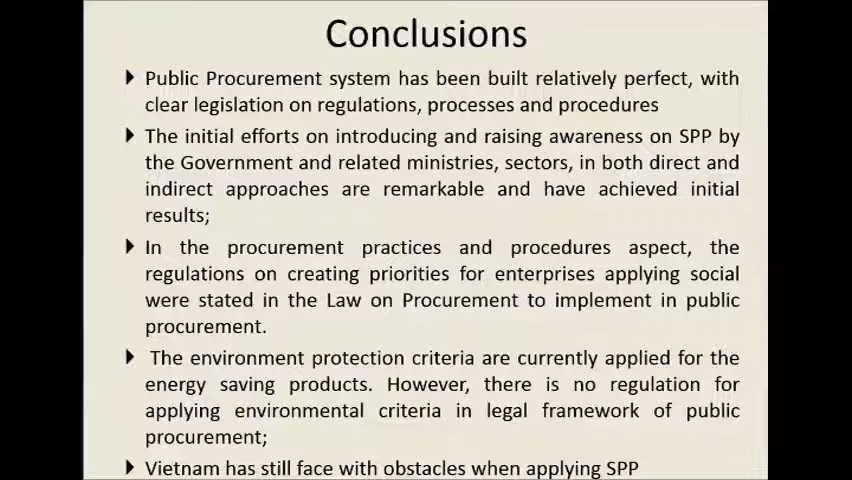 Conclusions
Public Procurement system has been built relatively perfect, with
clear legislation on regulations, processes and procedures
The initial efforts on introducing and raising awareness on SPP by
the Government and related ministries, sectors, in both direct and
indirect approaches are remarkable and have achieved initial
results;
In the procurement practices and procedures aspect, the
regulations on creating priorities for enterprises applying social
were stated in the Law on Procurement to implement in public
procurement.
The environment protection criteria are currently applied for the
energy saving products. However, there is no regulation for
applying environmental criteria in legal framework of public
procurement;
Vietnam has still face with obstacles when applying SPP